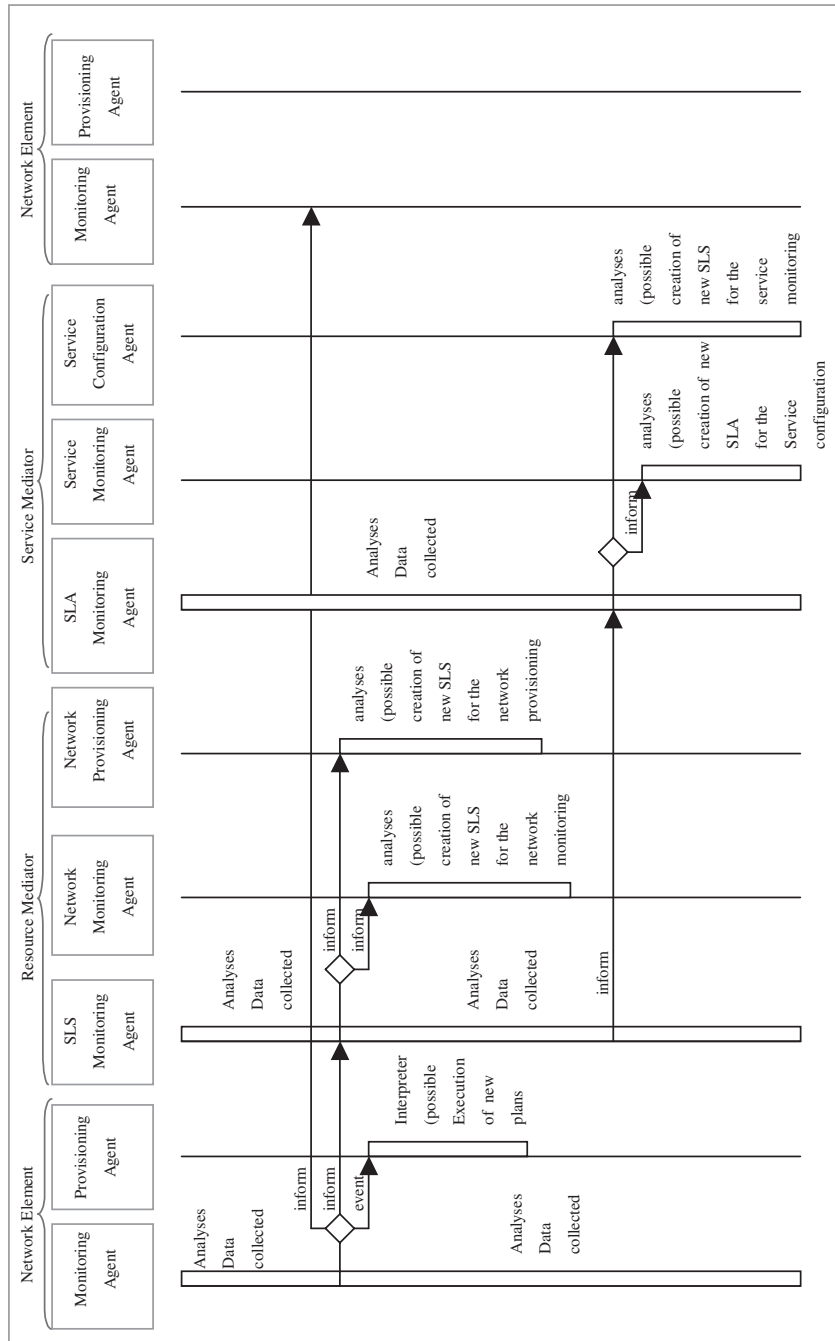 Network Element
Resource Mediator
Service Mediator
Network Element
Monitoring
Agent
Provisioning
Agent
SLS
Monitoring
Agent
Network
Monitoring
Agent
Network
Provisioning
Agent
SLA
Monitoring
Agent
Service
Monitoring
Agent
Service
Configuration
Agent
Monitoring
Agent
Provisioning
Agent
Analyses
Data
collected
inform
inform
event
Interpreter
(possible
Execution
of new
plans
Analyses
Data
collected
Analyses
Data
collected
inform
inform
analyses
(possible
creation of
new SLS
for the
network
monitoring
analyses
(possible
creation of
new SLS
for the
network
provisioning
Analyses
Data
collected
inform
Analyses
Data
collected
inform
analyses
(possible
creation of new
SLA
for the
Service
configuration
analyses
(possible
creation of
new SLS
for the
service
monitoring